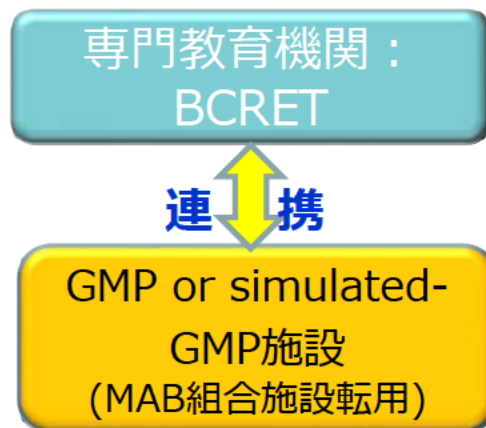 専門教育機関：
BCRET
連 携
GMP or simulated-
GMP施設
(MAB組合施設転用)